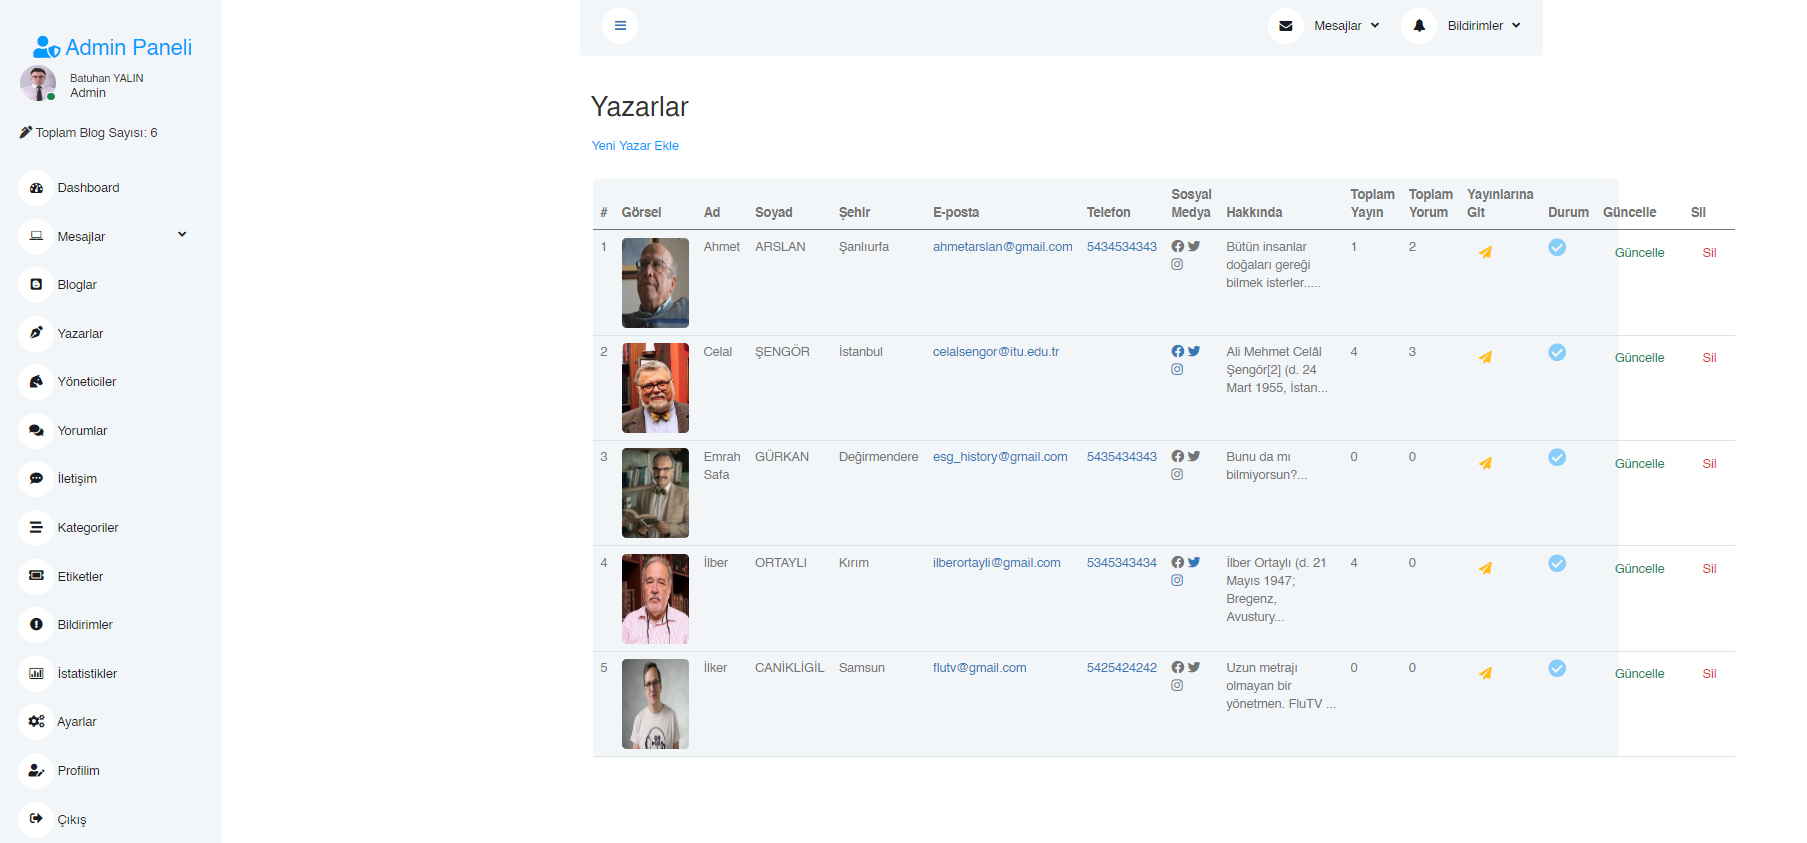 Admin Paneli
Batuhan YALIN
Admin
Toplam Blog Sayısı: 6
Dashboard
Mesajlar
Bloglar
Yazarlar
Yöneticiler
Yorumlar
İletişim
Kategoriler
Etiketler
Bildirimler
İstatistikler
Ayarlar
Profilim
Çıkış
Mesajlar Bildirimler
Yazarlar
Yeni Yazar Ekle
# Görsel Ad Soyad Şehir E-posta Telefon Sosyal Medya Hakkında Toplam Yayın Toplam Yorum Yayınlarına Git Durum Güncelle Sil
1 Ahmet ARSLAN Şanlıurfa ahmetarslan@gmail.com 5434534343 Bütün insanlar 1 2 Güncelle Sil
doğaları gereği
bilmek isterler.....
2 Celal ŞENGÖR İstanbul celalsengor@itu.edu.tr Ali Mehmet Celâl 4 3 Güncelle Sil
Şengör[2] (d. 24
Mart 1955, İstan...
3 Emrah GÜRKAN Değirmendere esg_history@gmail.com 5435434343 Bunu da mı 0 0 Güncelle Sil
Safa bilmiyorsun?...
4 İlber ORTAYLI Kırım ilberortayli@gmail.com 5345343434 İlber Ortaylı (d. 21 4 0 Güncelle Sil
Mayıs 1947;
Bregenz,
Avustury...
5 İlker CANİKLİGİL Samsun flutv@gmail.com 5425424242 Uzun metrajı 0 0 Güncelle Sil
olmayan bir
yönetmen. FluTV ...